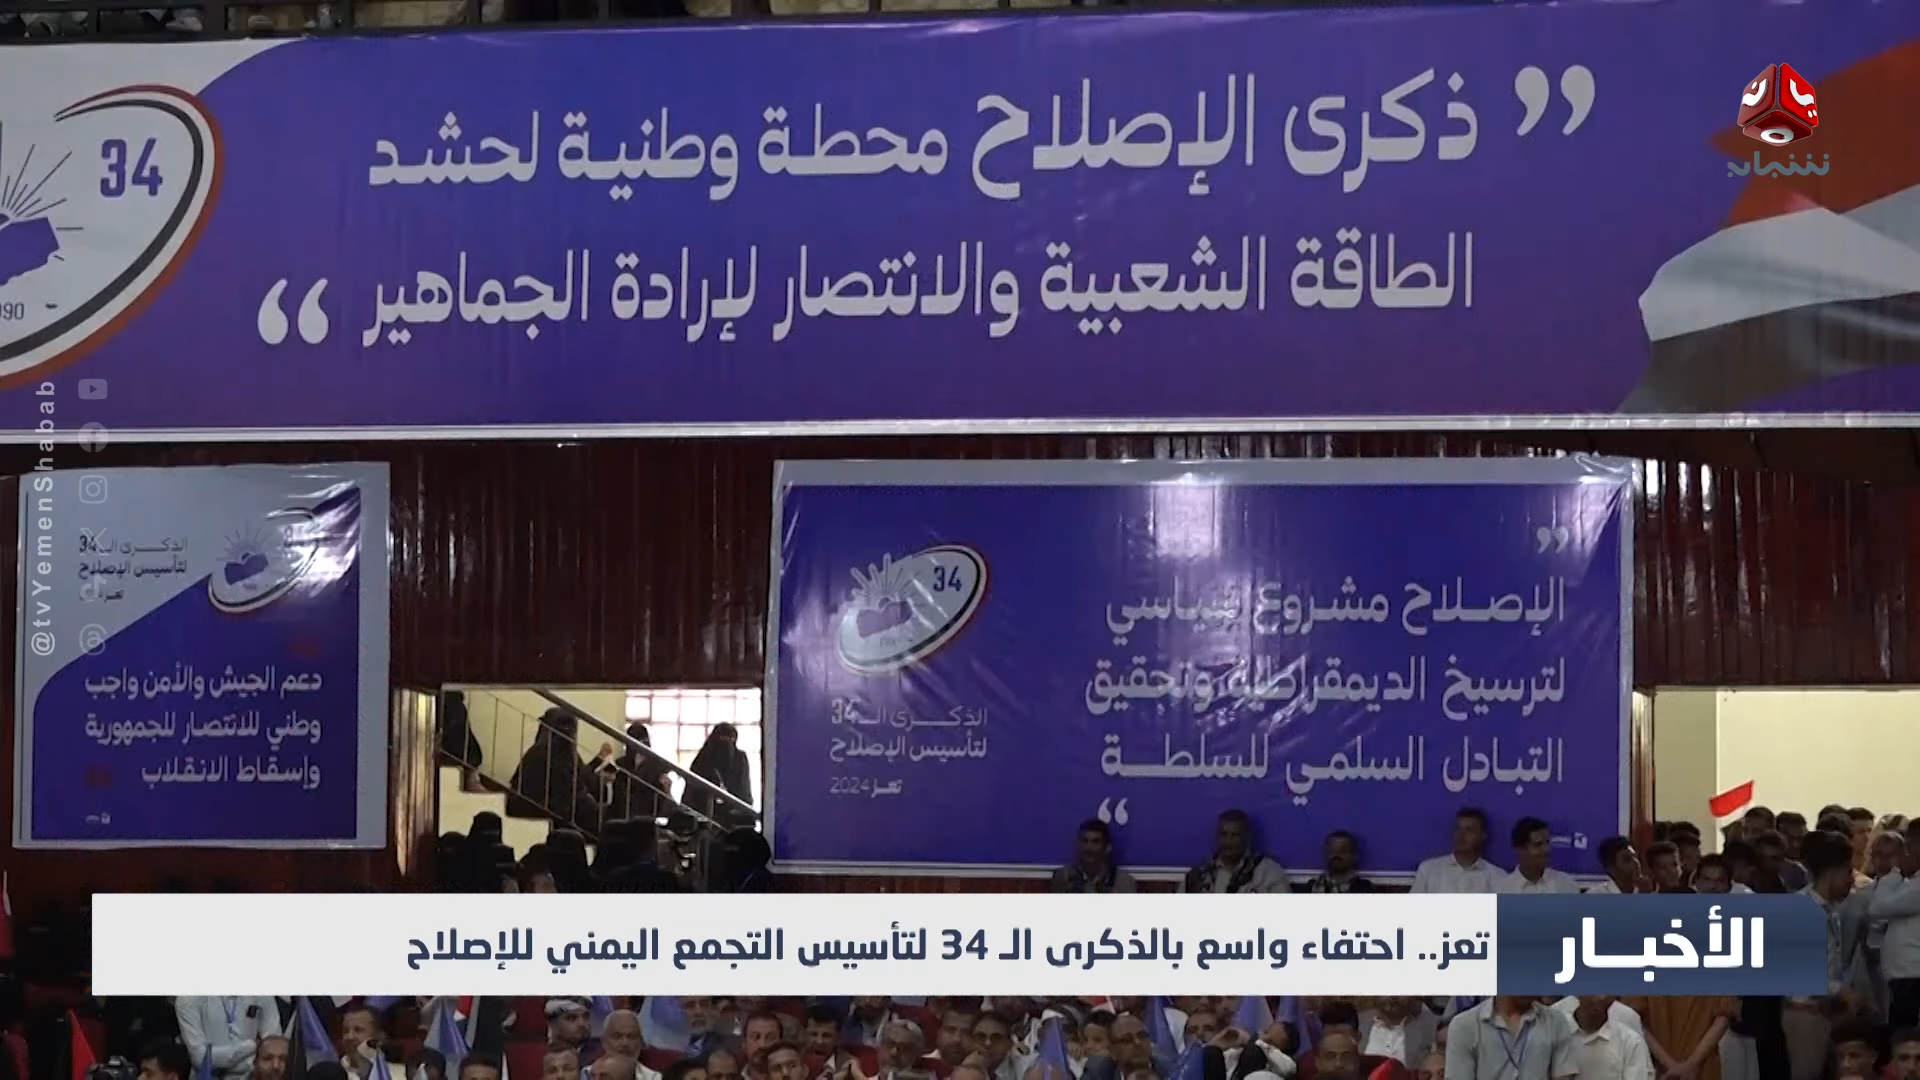 34
”
ذكرى الإصلاح محطة وطنية لحشد
الطاقة الشعبية والانتصار لإرادة الجماهير
“
يمن
شباب
@tvYemenShabab
34
الذكرى الـ 34
لتأسيس الإصلاح
تعز
دعم الجيش والأمن واجب
وطني للانتصار للجمهورية
وإسقاط الانقلاب
”
الإصلاح مشروع سياسي
لترسيخ الديمقراطية وتحقيق
التبادل السلمي للسلطة
“
34
الذكرى الـ 34
لتأسيس الإصلاح
تعز 2024
الأخبار
تعز.. احتفاء واسع بالذكرى الـ 34 لتأسيس التجمع اليمني للإصلاح